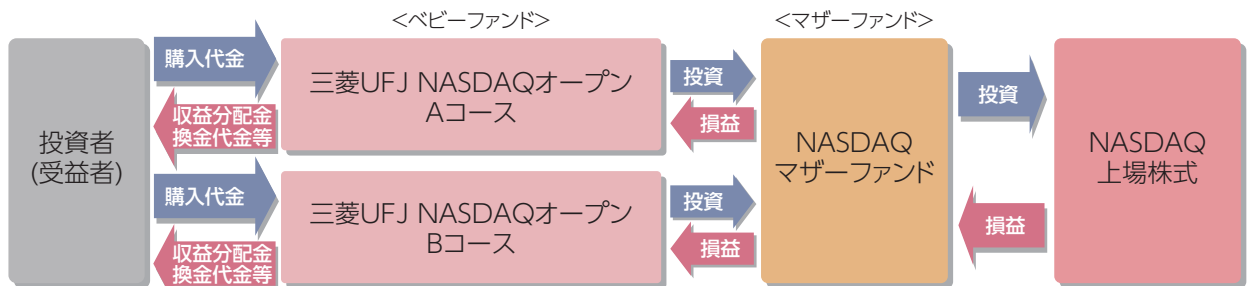 <ベビーファンド>
<マザーファンド>
投資者
(受益者)
購入代金
収益分配金
換金代金等
三菱UFJ NASDAQオープン
Aコース
投資
損益
購入代金
収益分配金
換金代金等
三菱UFJ NASDAQオープン
Bコース
投資
損益
NASDAQ
マザーファンド
投資
損益
NASDAQ
上場株式